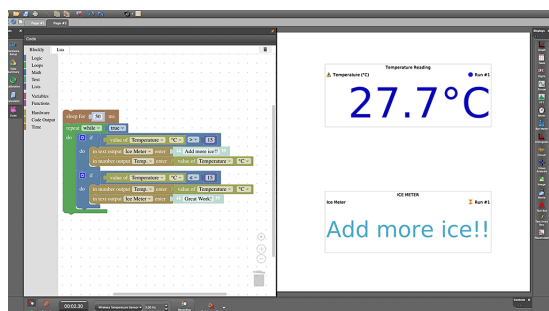 Page #1 Page #2
Code
Blockly Lua
Logic
Loops
Math
Text
Lists
Variables
Functions
Hardware
Code Output
Time
sleep for 50 ms
repeat while true
do if value of Temperature °C > 15
do in text output Ice Meter enter Add more ice!!
in number output Temp. enter value of Temperature °C
if value of Temperature °C ≤ 15
do in number output Temp. enter value of Temperature °C
in text output Ice Meter enter Great Work!
Temperature Reading
Temperature (°C) Run #1
27.7°C
ICE METER
Ice Meter Run #1
Add more ice!!
Displays
00:03.30 Wireless Temperature Sensor